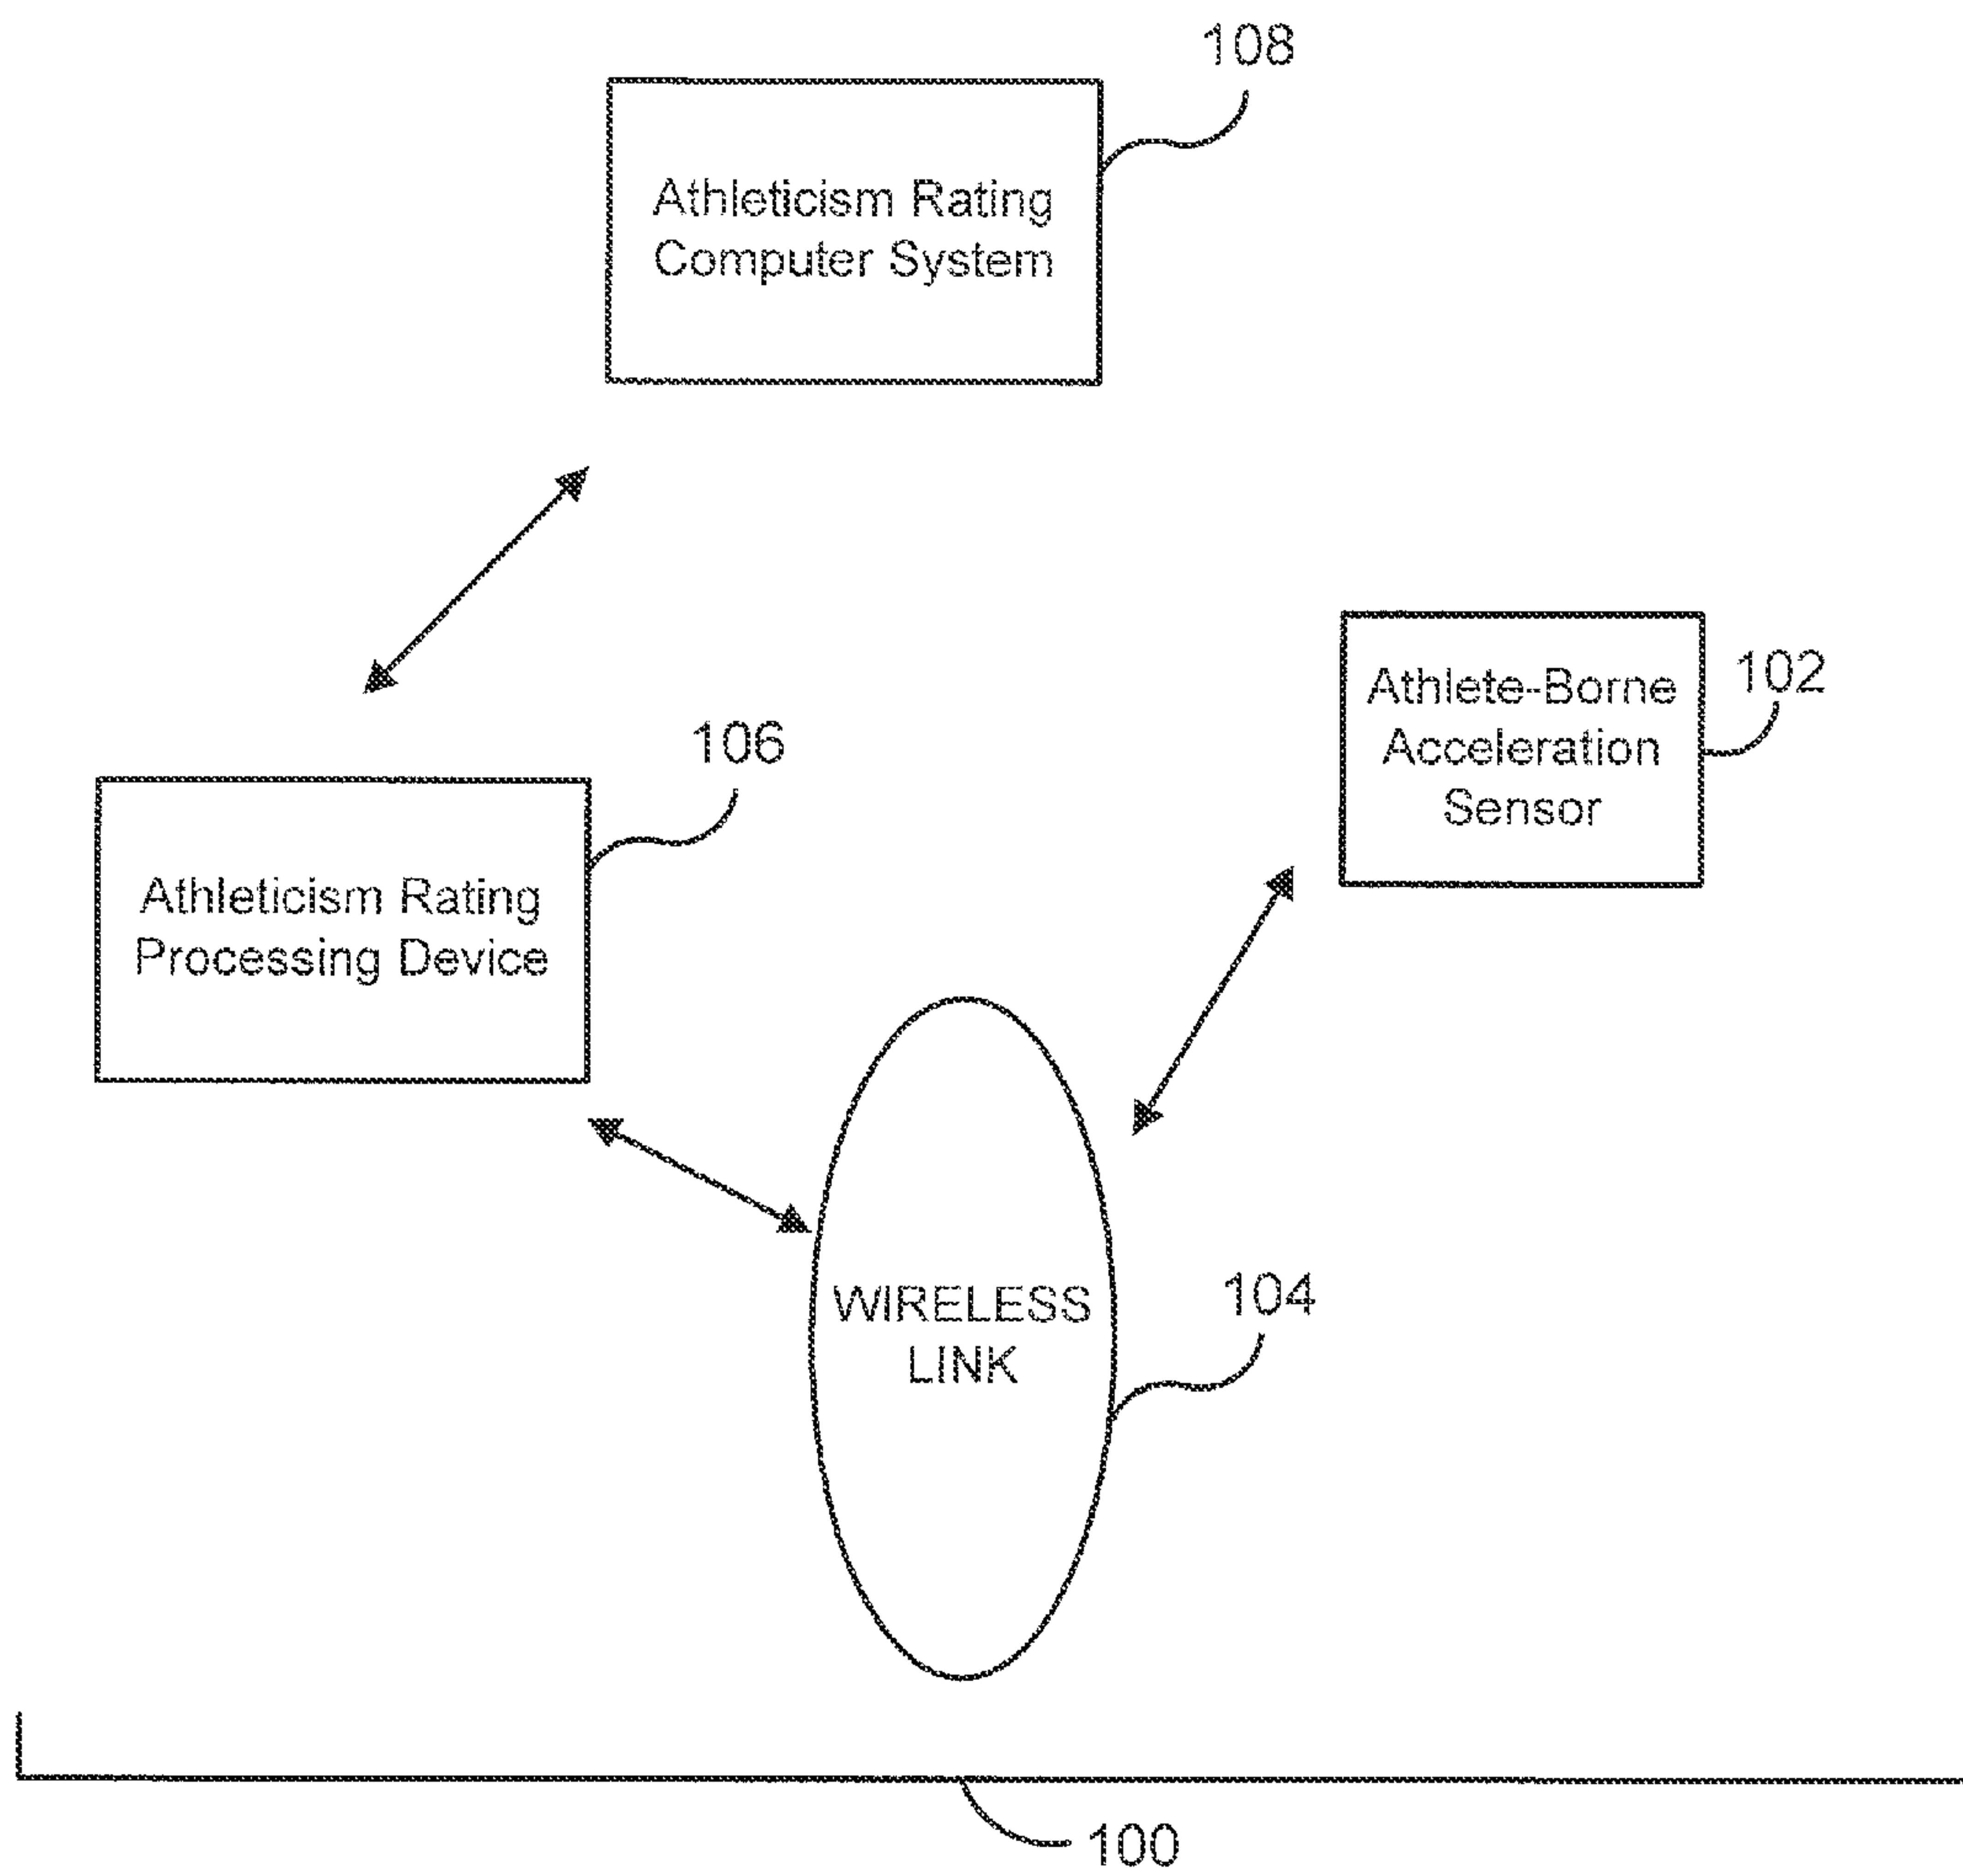 108
Athleticism Rating
Computer System
102
Athlete-Borne
Acceleration
Sensor
106
Athleticism Rating
Processing Device
104
WIRELESS
LINK
100